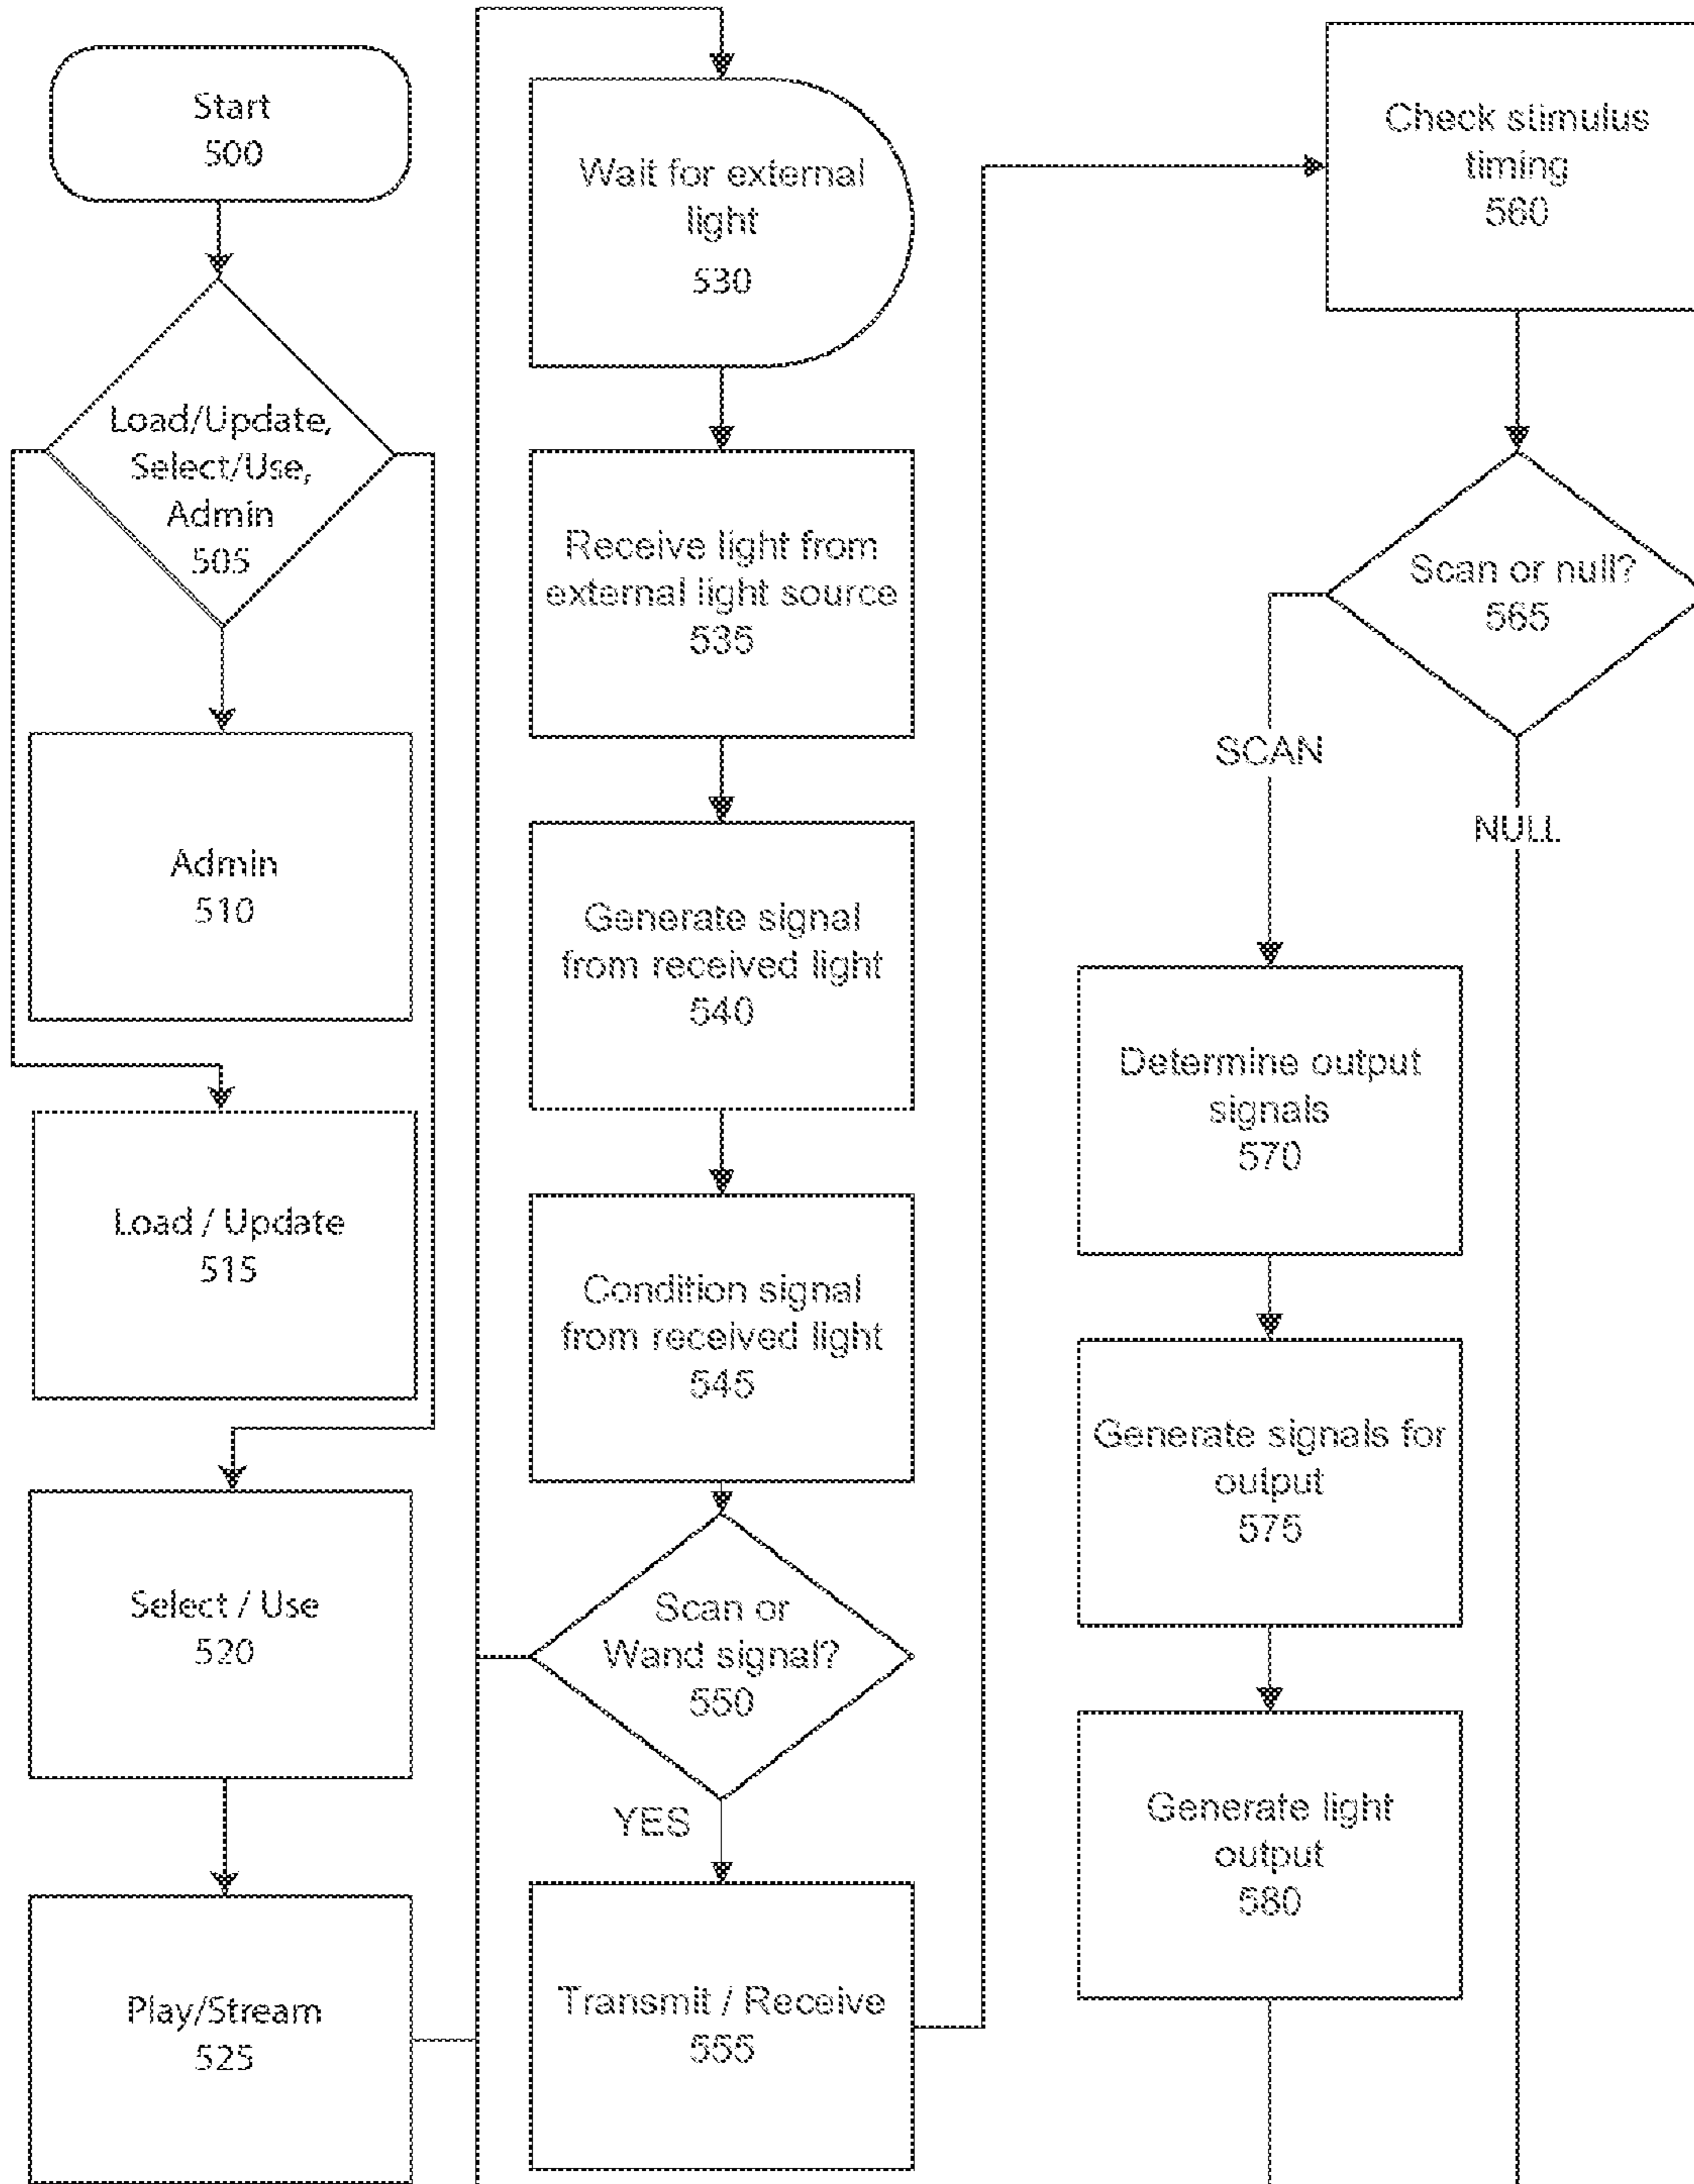 Start
500
Load/Update,
Select/Use,
Admin
505
Admin
510
Load / Update
515
Select / Use
520
Play/Stream
525
Wait for external
light
530
Receive light from
external light source
535
Generate signal
from received light
540
Condition signal
from received light
545
Scan or
Wand signal?
550
YES
Transmit / Receive
555
Check stimulus
timing
560
Scan or null?
565
SCAN
NULL
Determine output
signals
570
Generate signals for
output
575
Generate light
output
580